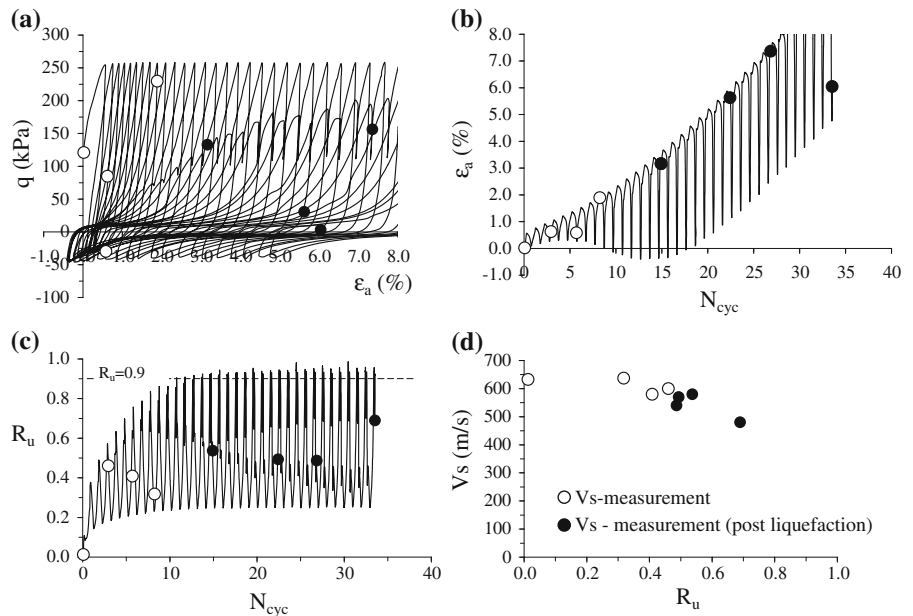 (a)
300
250
200
150
100
50
0
-50
-100
q (kPa)
-1.0
0.0
1.0
2.0
3.0
4.0
5.0
6.0
7.0
8.0
εa (%)
(b)
8.0
7.0
6.0
5.0
4.0
3.0
2.0
1.0
0.0
-1.0
εa (%)
0 5 10 15 20 25 30 35 40
Ncyc
(c)
1.0
0.8
0.6
0.4
0.2
0.0
Ru
Ru=0.9
0 10 20 30 40
Ncyc
(d)
700
600
500
400
300
200
100
0
Vs (m/s)
Vs-measurement
Vs - measurement (post liquefaction)
0.0 0.2 0.4 0.6 0.8 1.0
Ru